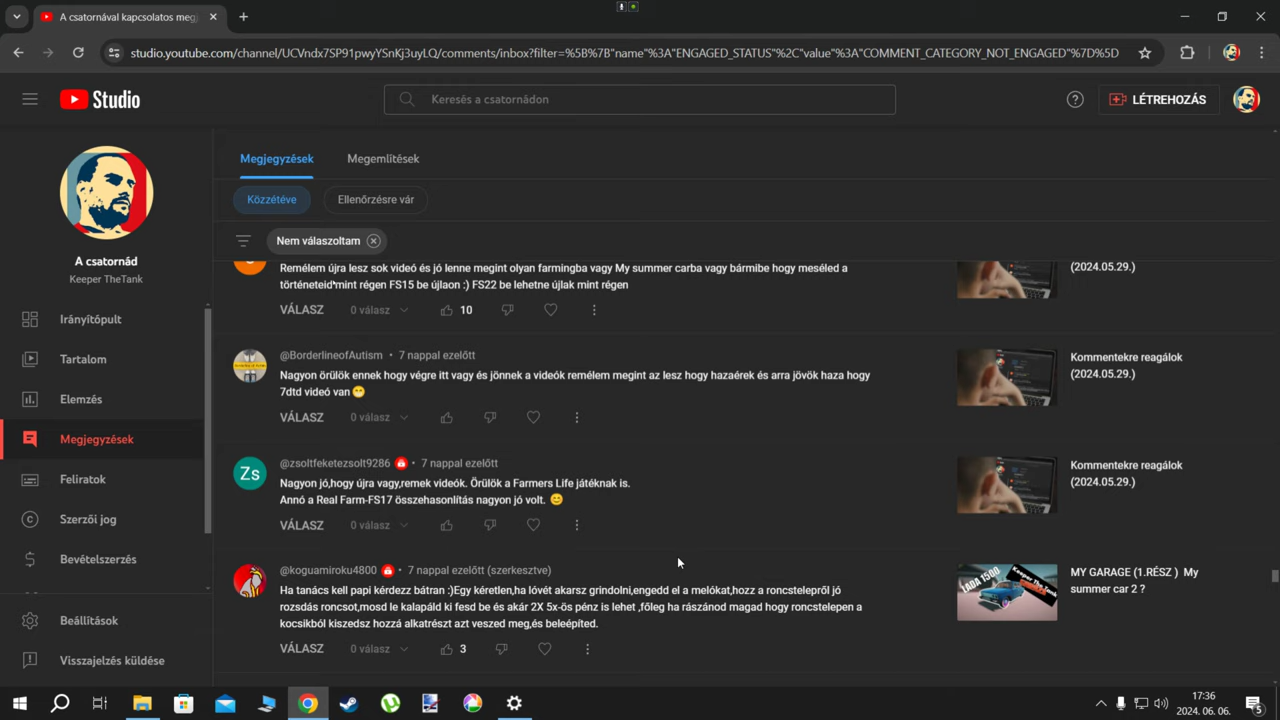 A csatornával kapcsolatos meg
studio.youtube.com/channel/UCVndx7SP91pwyYSnKj3uyLQ/comments/inbox?filter=%5B%7B"name"%3A"ENGAGED_STATUS"%2C"value"%3A"COMMENT_CATEGORY_NOT_ENGAGED"%7D%5D
Studio
Keresés a csatornádon
LÉTREHOZÁS
A csatornád
Keeper TheTank
Irányítópult
Tartalom
Elemzés
Megjegyzések
Feliratok
Szerzői jog
Bevételszerzés
Beállítások
Visszajelzés küldése
Megjegyzések
Megemlítések
Közzétéve
Ellenőrzésre vár
Nem válaszoltam
Remélem újra lesz sok videó és jó lenne megint olyan farmingba vagy My summer carba vagy bármibe hogy meséled a
történeteid*mint régen FS15 be újlaon :) FS22 be lehetne újlak mint régen
VÁLASZ 0 válasz 10
(2024.05.29.)
@BorderlineofAutism • 7 nappal ezelőtt
Nagyon örülök ennek hogy végre itt vagy és jönnek a videók remélem megint az lesz hogy hazaérek és arra jövök haza hogy
7dtd videó van
VÁLASZ 0 válasz
Kommentekre reagálok
(2024.05.29.)
Zs
@zsoltfeketezsolt9286 • 7 nappal ezelőtt
Nagyon jó,hogy újra vagy,remek videók. Örülök a Farmers Life játéknak is.
Annó a Real Farm-FS17 összehasonlítás nagyon jó volt.
VÁLASZ 0 válasz
Kommentekre reagálok
(2024.05.29.)
@koguamiroku4800 • 7 nappal ezelőtt (szerkesztve)
Ha tanács kell papi kérdezz bátran :)Egy kéretlen,ha lóvét akarsz grindolni,engedd el a melókat,hozz a roncstelepről jó
rozsdás roncsot,mosd le kalapáld ki fesd be és akár 2X 5x-ös pénz is lehet ,főleg ha rászánod magad hogy roncstelepen a
kocsikból kiszedsz hozzá alkatrészt azt veszed meg,és beleépíted.
VÁLASZ 0 válasz 3
LADA 1500
Keeper The Tank
MY GARAGE (1.RÉSZ ) My
summer car 2 ?
17:36
2024. 06. 06.
5